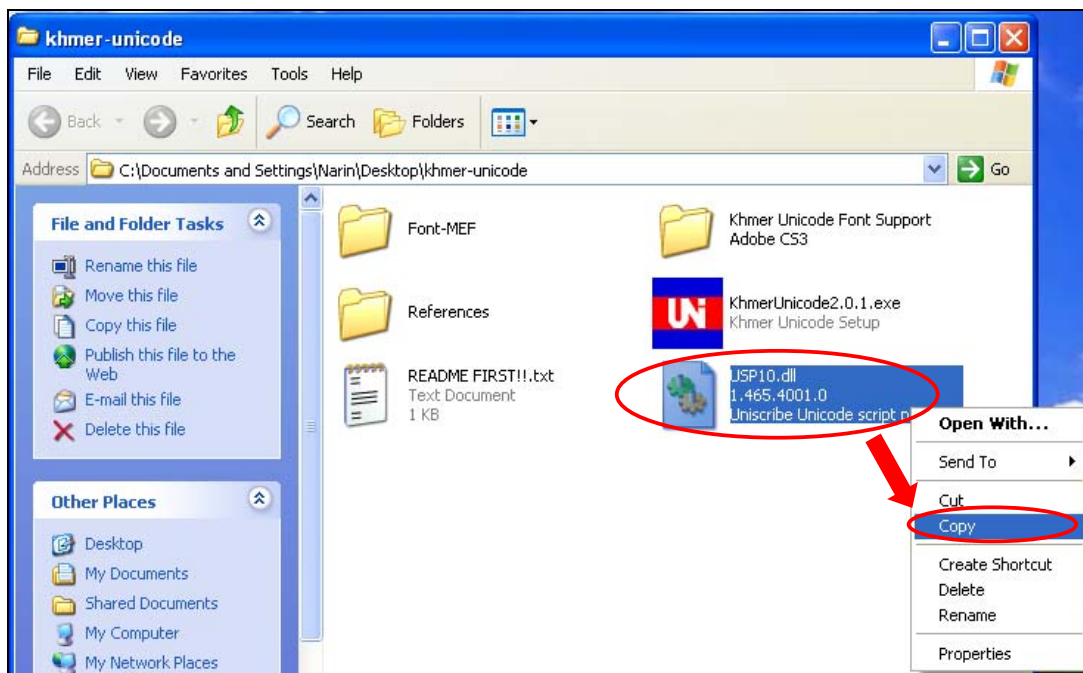 khmer-unicode
File Edit View Favorites Tools Help
Back Search Folders
Address C:\Documents and Settings\Narin\Desktop\khmer-unicode Go
File and Folder Tasks
Rename this file
Move this file
Copy this file
Publish this file to the
Web
E-mail this file
Delete this file
Other Places
Desktop
My Documents
Shared Documents
My Computer
My Network Places
Font-MEF
Khmer Unicode Font Support
Adobe CS3
References
UNi
KhmerUnicode2.0.1.exe
Khmer Unicode Setup
README FIRST!!.txt
Text Document
1 KB
USP10.dll
1.465.4001.0
Uniscribe Unicode script
Open With...
Send To
Cut
Copy
Create Shortcut
Delete
Rename
Properties